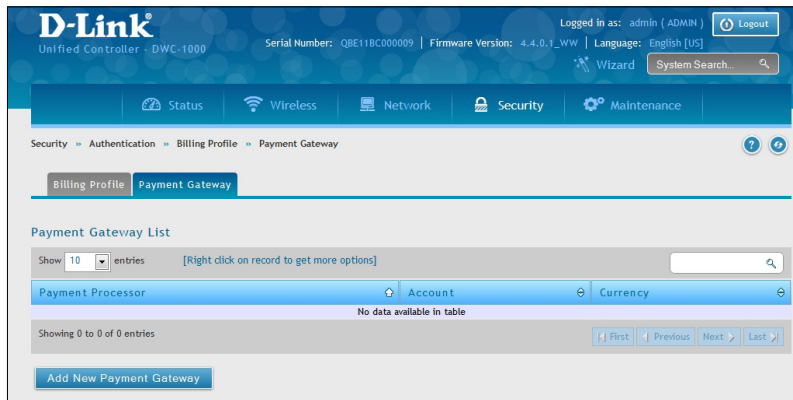 D-Link
Unified Controller - DWC-1000
Logged in as: admin ( ADMIN ) Logout
Serial Number: QBE11BC000009 | Firmware Version: 4.4.0.1_WW | Language: English [US]
Wizard System Search...
Status Wireless Network Security Maintenance
Security » Authentication » Billing Profile » Payment Gateway
Billing Profile Payment Gateway
Payment Gateway List
Show 10 entries [Right click on record to get more options]
Payment Processor Account Currency
No data available in table
Showing 0 to 0 of 0 entries First Previous Next Last
Add New Payment Gateway